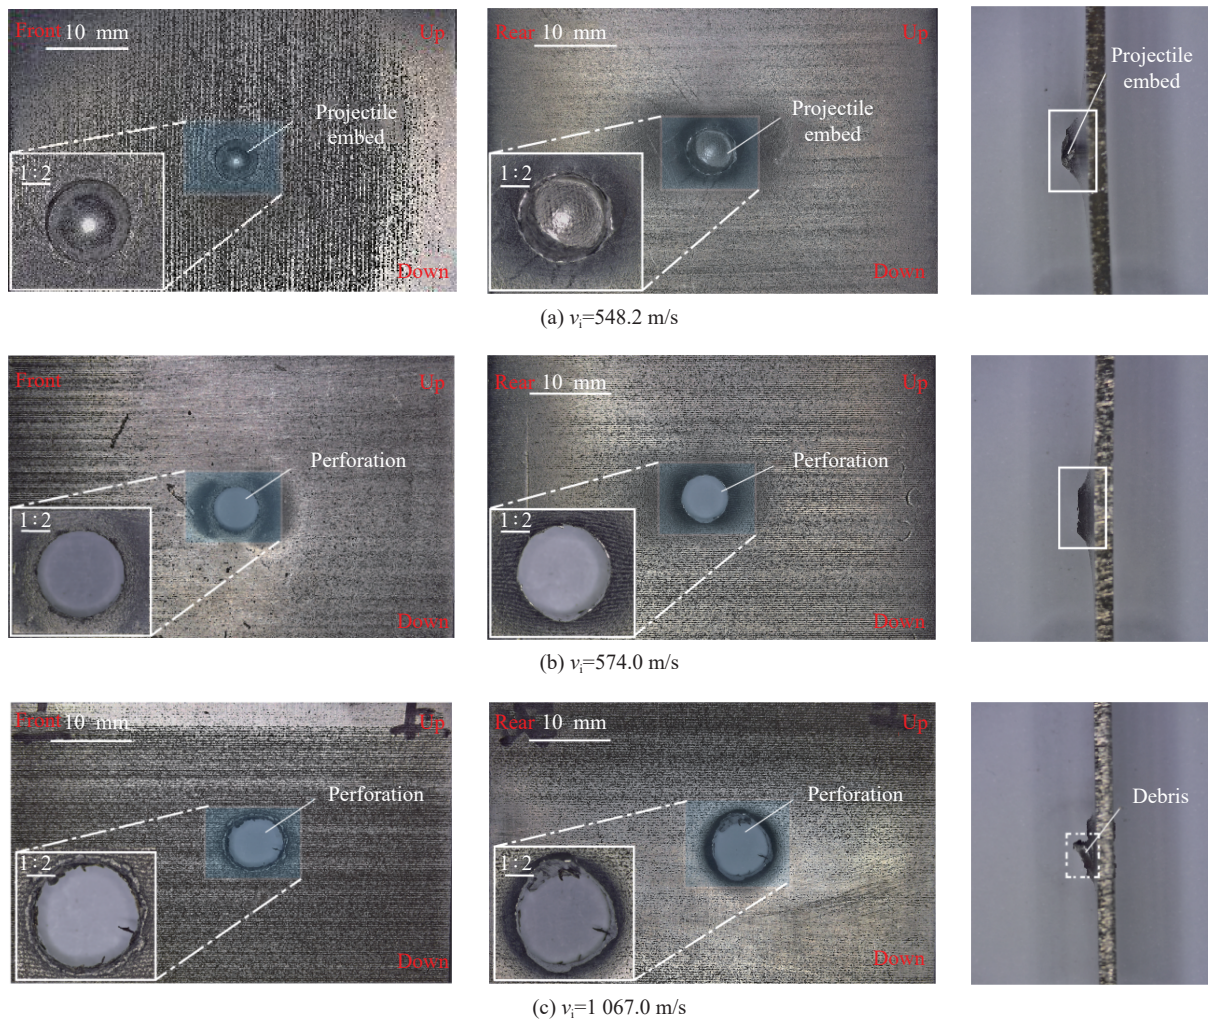 Front 10 mm Up
Projectile
embed
1∶2
Down
Rear 10 mm Up
Projectile
embed
1∶2
Down
Projectile
embed
(a) vi=548.2 m/s
Front Up
Perforation
1∶2
Down
Rear 10 mm Up
Perforation
1∶2
Down
(b) vi=574.0 m/s
Front 10 mm Up
Perforation
1∶2
Down
Rear 10 mm Up
Perforation
1∶2
Down
Debris
(c) vi=1 067.0 m/s